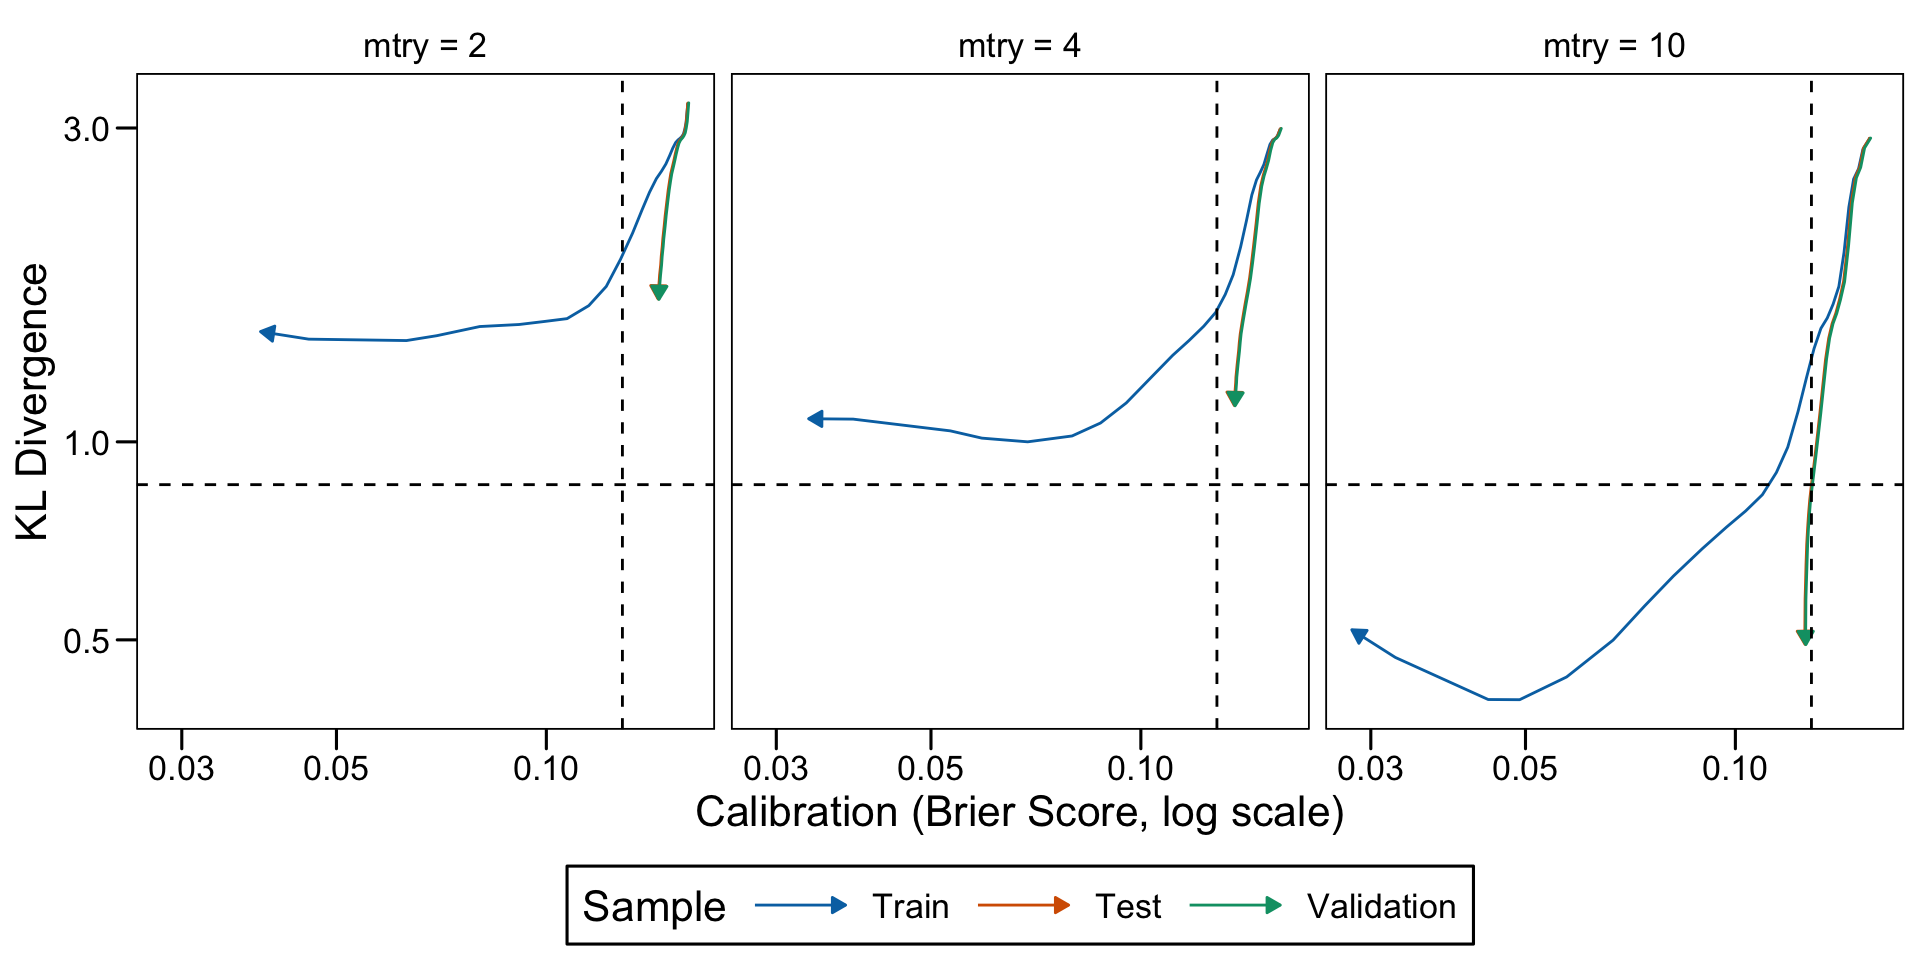 mtry = 2
mtry = 4
mtry = 10
KL Divergence
3.0
1.0
0.5
0.03
0.05
0.10
0.03
0.05
0.10
0.03
0.05
0.10
Calibration (Brier Score, log scale)
Sample
Train
Test
Validation